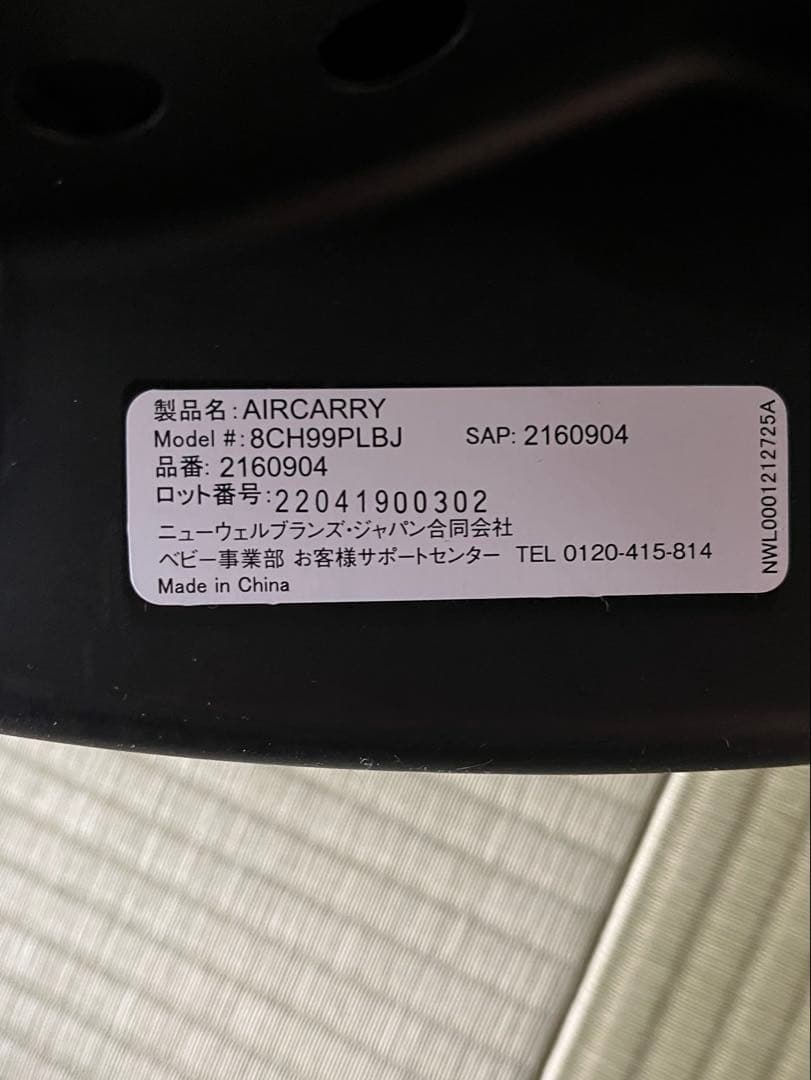 製品名：AIRCARRY
Model #: 8CH99PLBJ SAP: 2160904
品番: 2160904
ロット番号:22041900302
ニューウェルブランズ・ジャパン合同会社
ベビー事業部 お客様サポートセンター TEL 0120-415-814
Made in China
NWL0001212725A